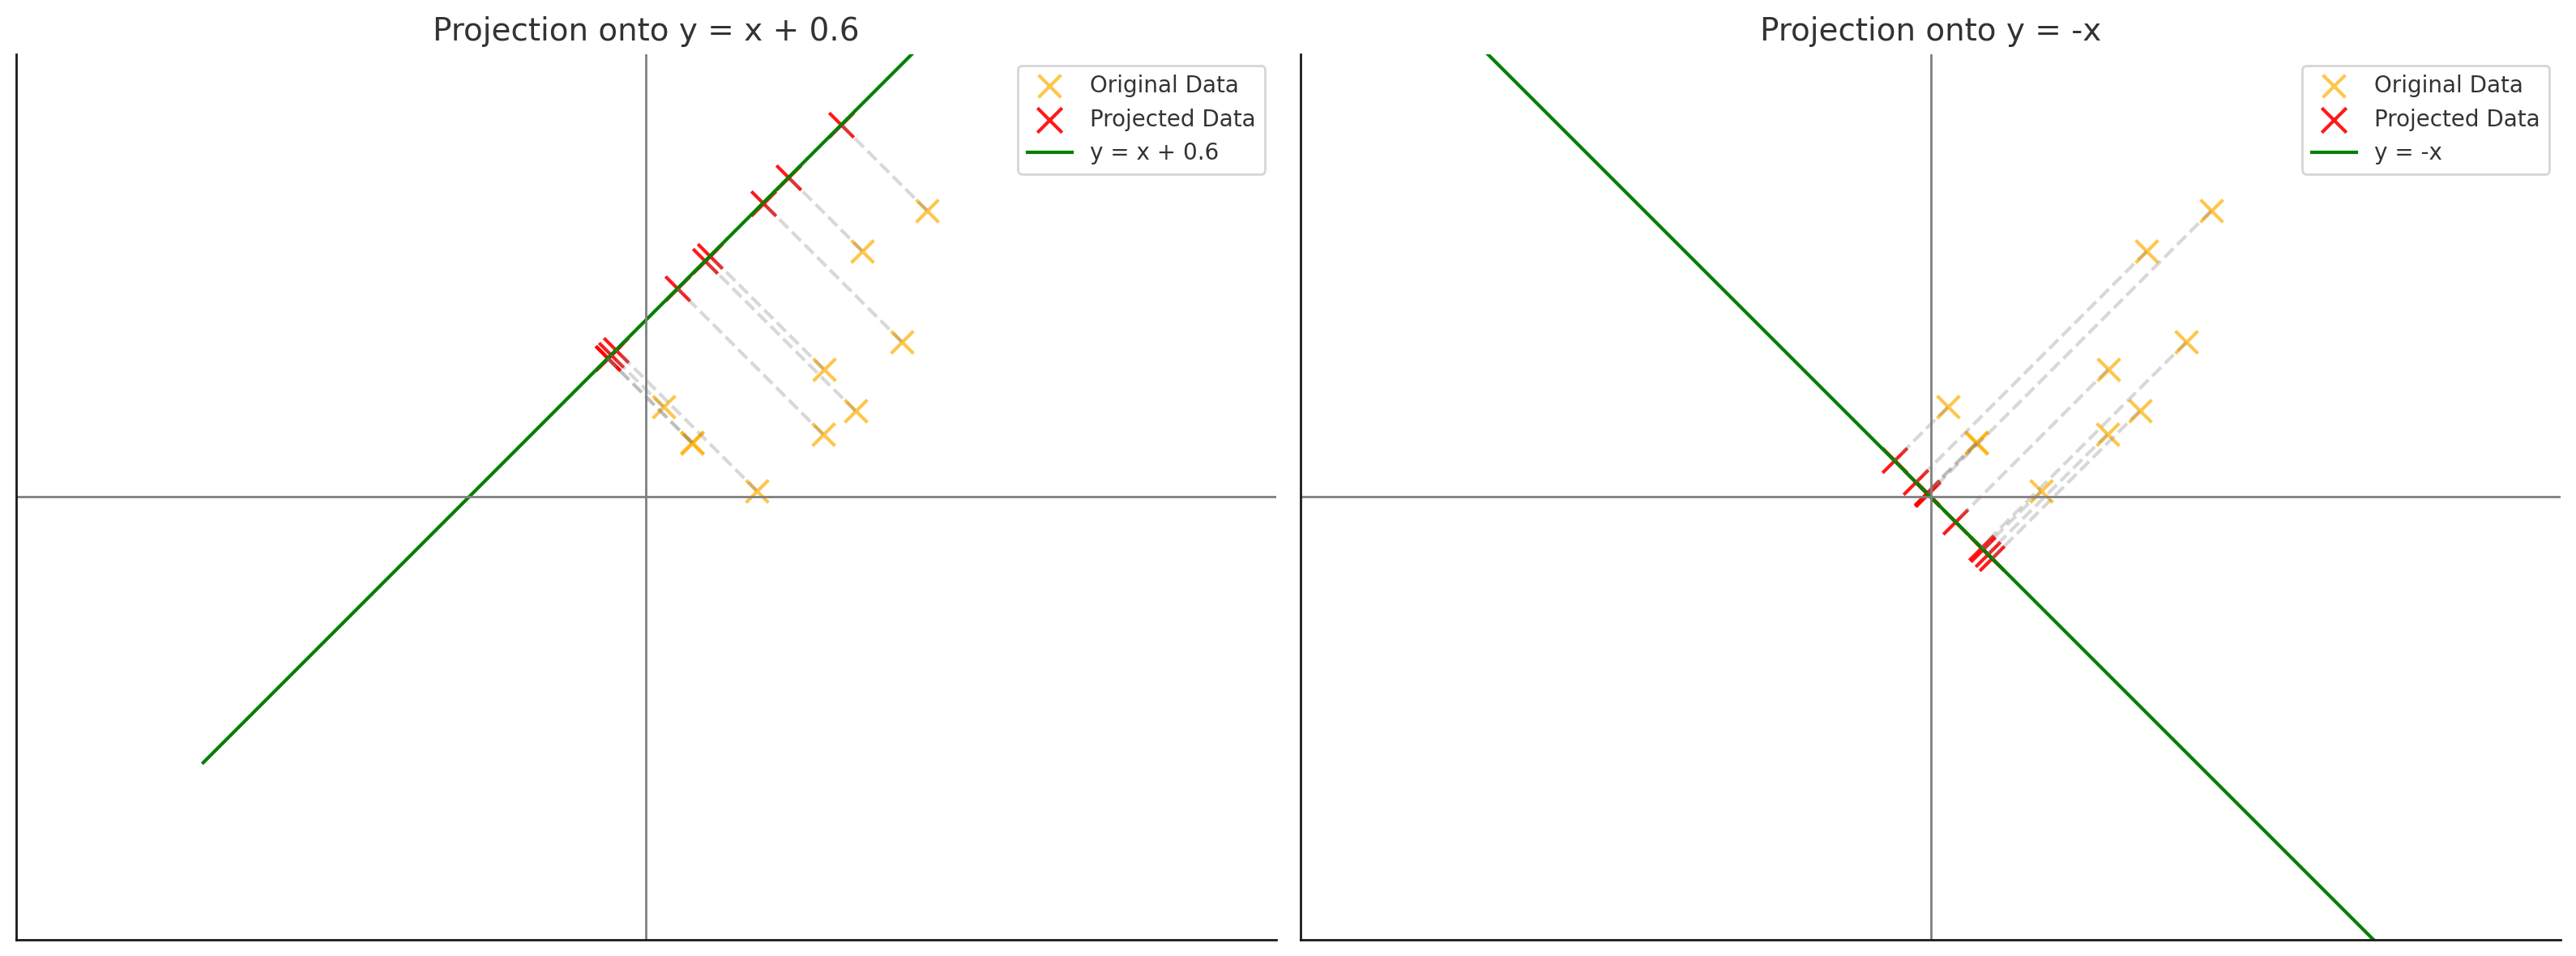 Projection onto y = x + 0.6
Original Data
Projected Data
y = x + 0.6
Projection onto y = -x
Original Data
Projected Data
y = -x